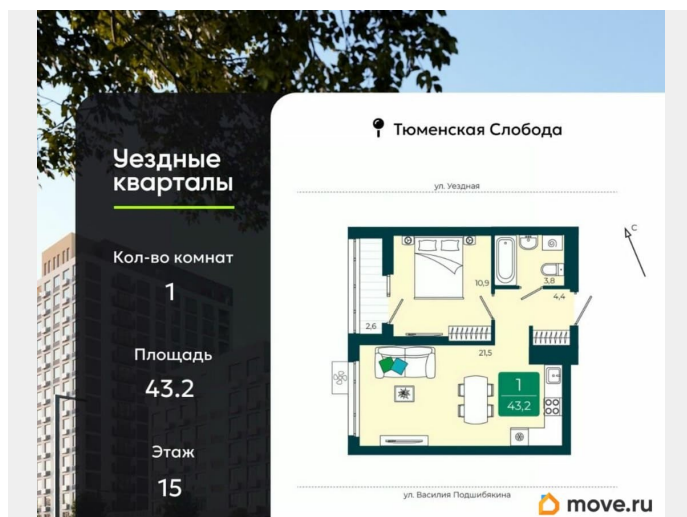 Уездные
кварталы
Кол-во комнат
1
Площадь
43.2
Этаж
15
Тюменская Слобода
ул. Уездная
С
10,9
3,8
4,4
2,6
21,5
1
43,2
ул. Василия Подшибякина
move.ru